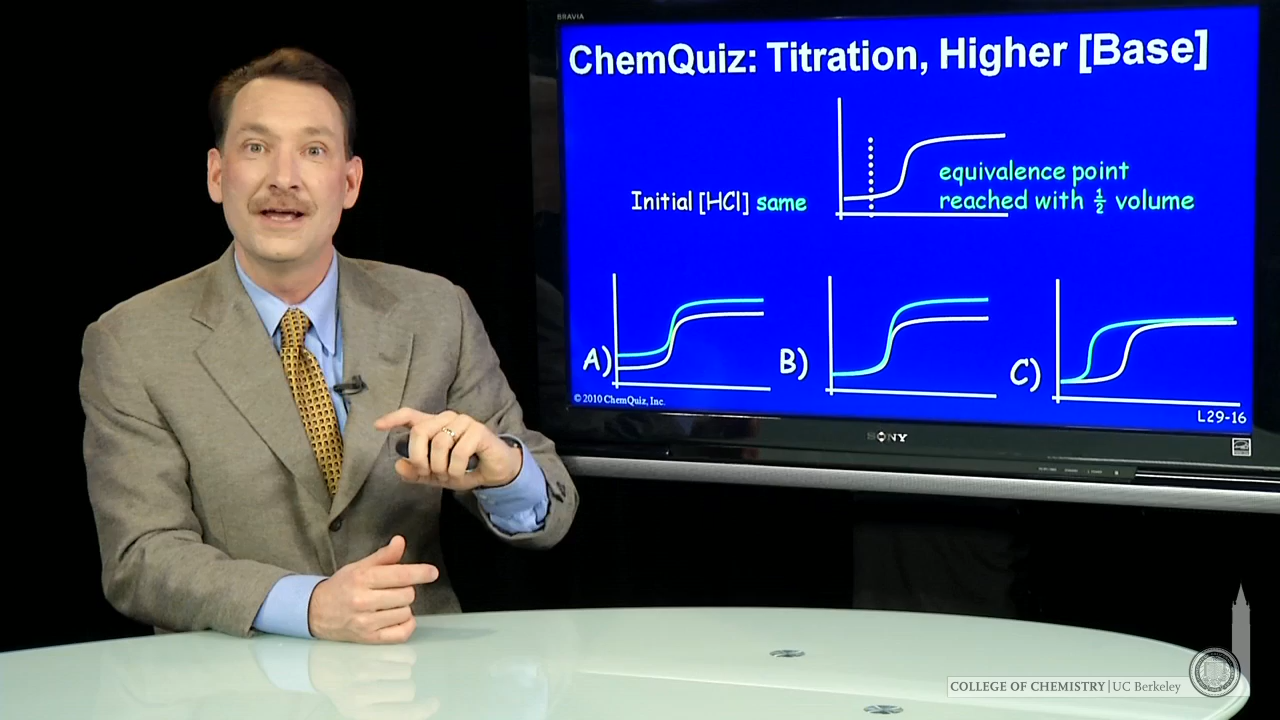 BRAVIA
ChemQuiz: Titration, Higher [Base]
Initial [HCl] same
equivalence point
reached with ½ volume
A)
B)
C)
© 2010 ChemQuiz, Inc.
L29-16
SONY
COLLEGE OF CHEMISTRY | UC Berkeley